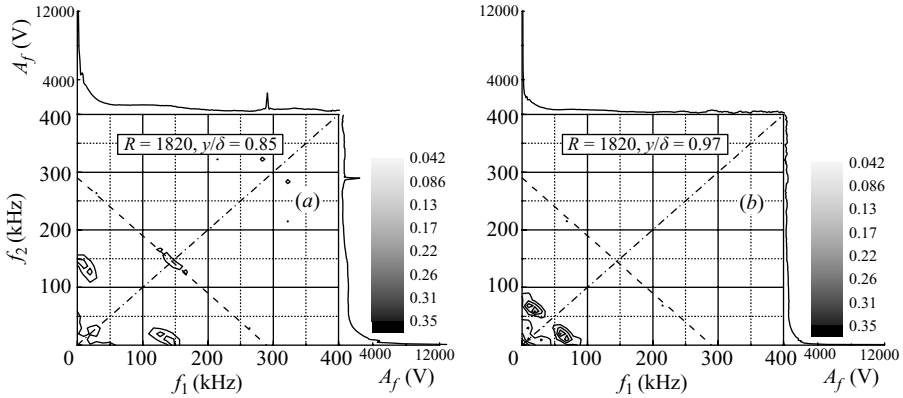 12000
A_f (V)
4000
400
R = 1820, y/δ = 0.85
300
(a)
200
f_2 (kHz)
100
0
0.042
0.086
0.13
0.17
0.22
0.26
0.31
0.35
0 100 200 300 400 4000 12000
f_1 (kHz)
A_f (V)
12000
4000
400
R = 1820, y/δ = 0.97
300
(b)
200
100
0
0.042
0.086
0.13
0.17
0.22
0.26
0.31
0.35
0 100 200 300 400 4000 12000
f_1 (kHz)
A_f (V)